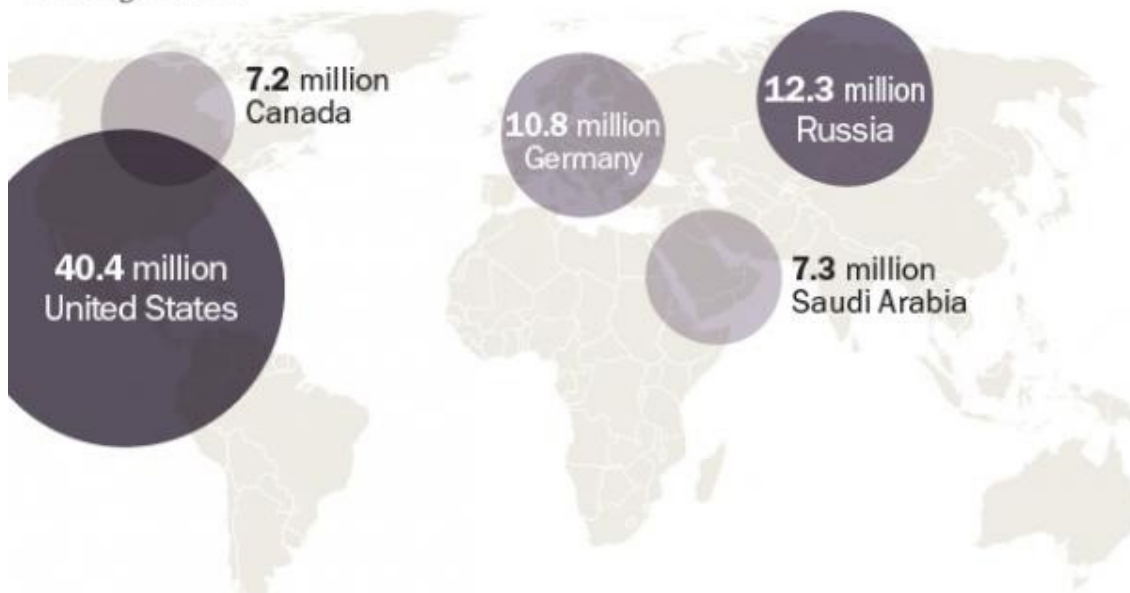 7.2 million
Canada
10.8 million
Germany
12.3 million
Russia
40.4 million
United States
7.3 million
Saudi Arabia